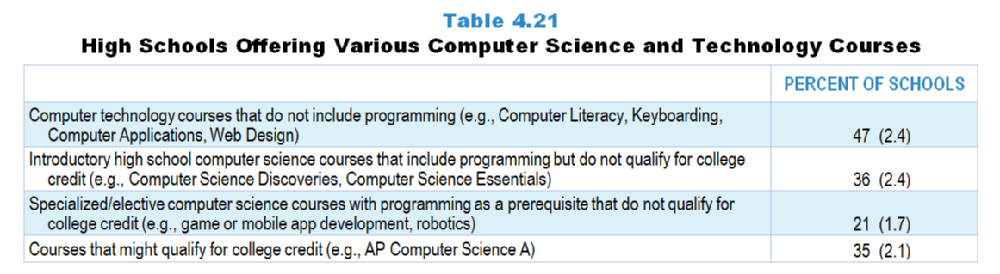 Table 4.21
High Schools Offering Various Computer Science and Technology Courses
PERCENT OF SCHOOLS
Computer technology courses that do not include programming (e.g., Computer Literacy, Keyboarding,
Computer Applications, Web Design) 47 (2.4)
Introductory high school computer science courses that include programming but do not qualify for college
credit (e.g., Computer Science Discoveries, Computer Science Essentials) 36 (2.4)
Specialized/elective computer science courses with programming as a prerequisite that do not qualify for
college credit (e.g., game or mobile app development, robotics) 21 (1.7)
Courses that might qualify for college credit (e.g., AP Computer Science A) 35 (2.1)